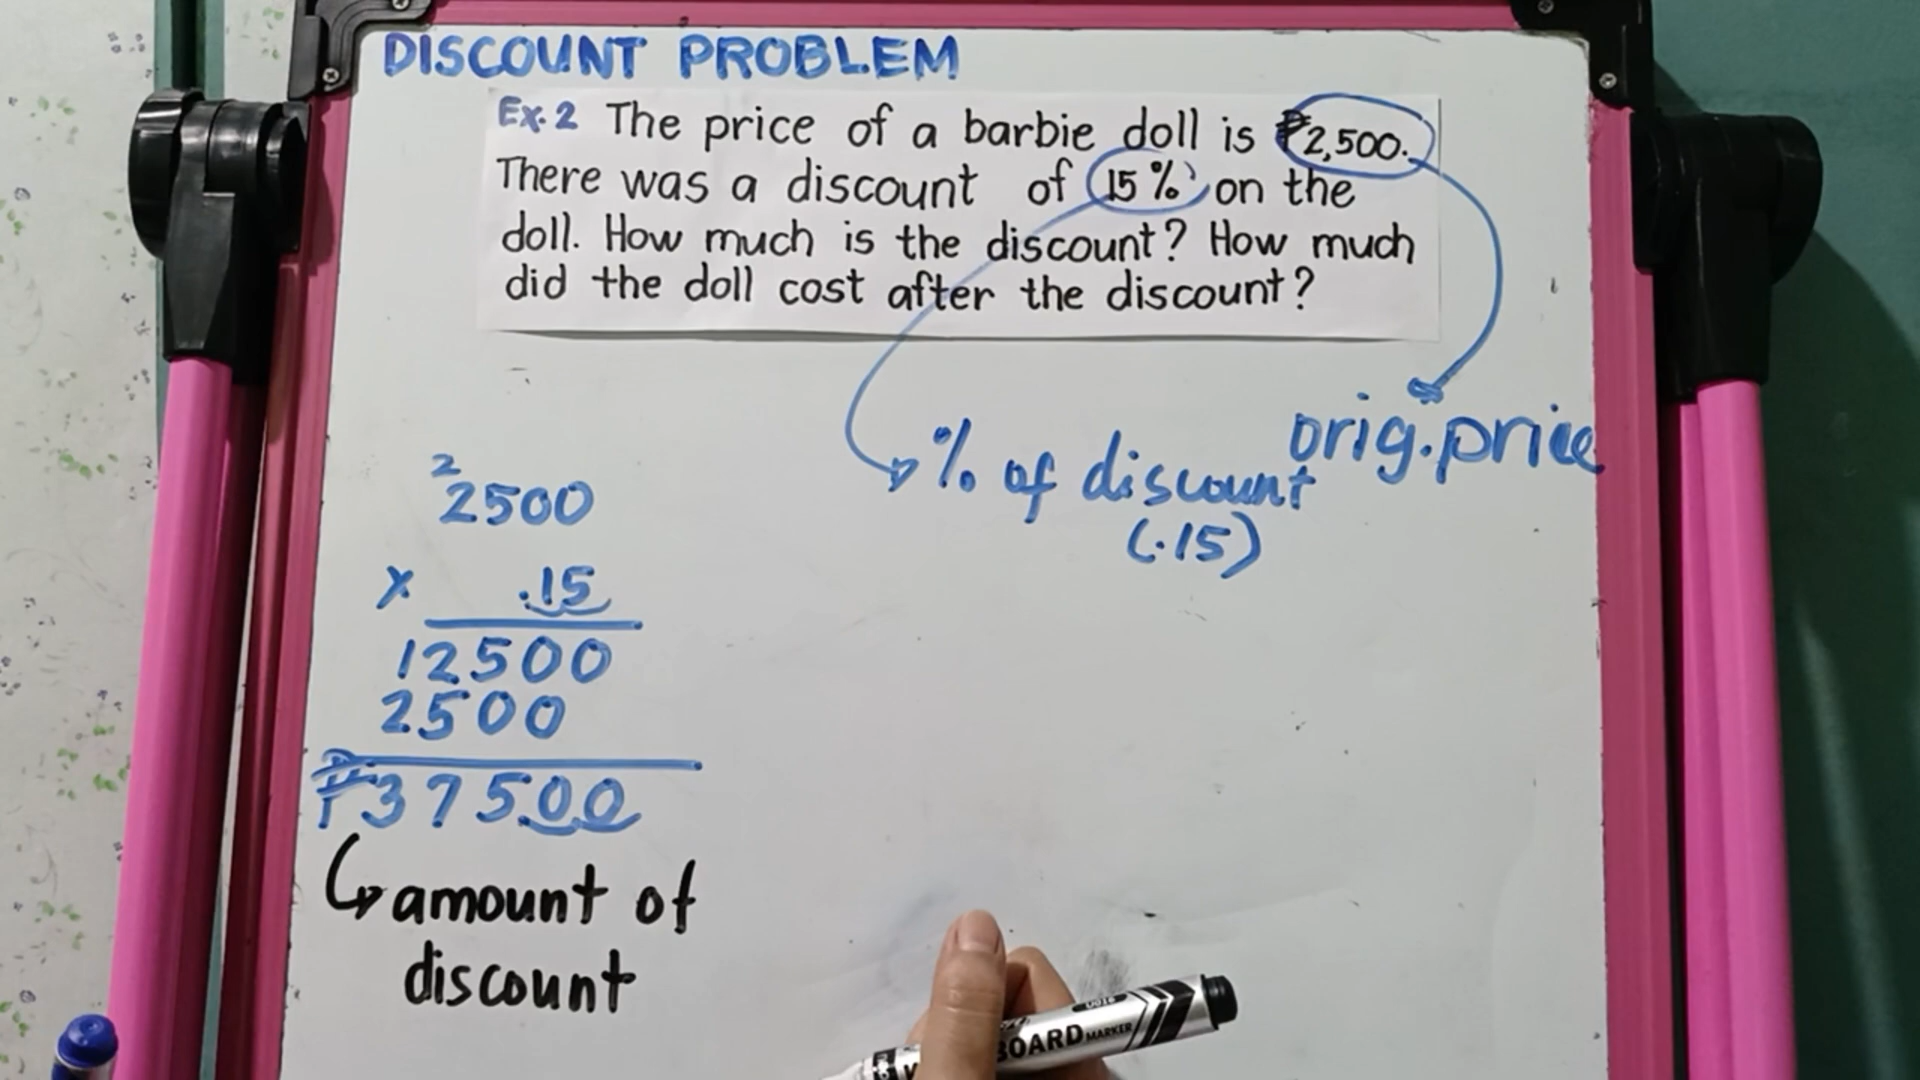 DISCOUNT PROBLEM
Ex.2 The price of a barbie doll is ₱2,500.
There was a discount of 15% on the
doll. How much is the discount? How much
did the doll cost after the discount?
orig. price
% of discount
(.15)
2
2500
x .15
12500
2500
₱375.00
amount of
discount
BOARD MARKER